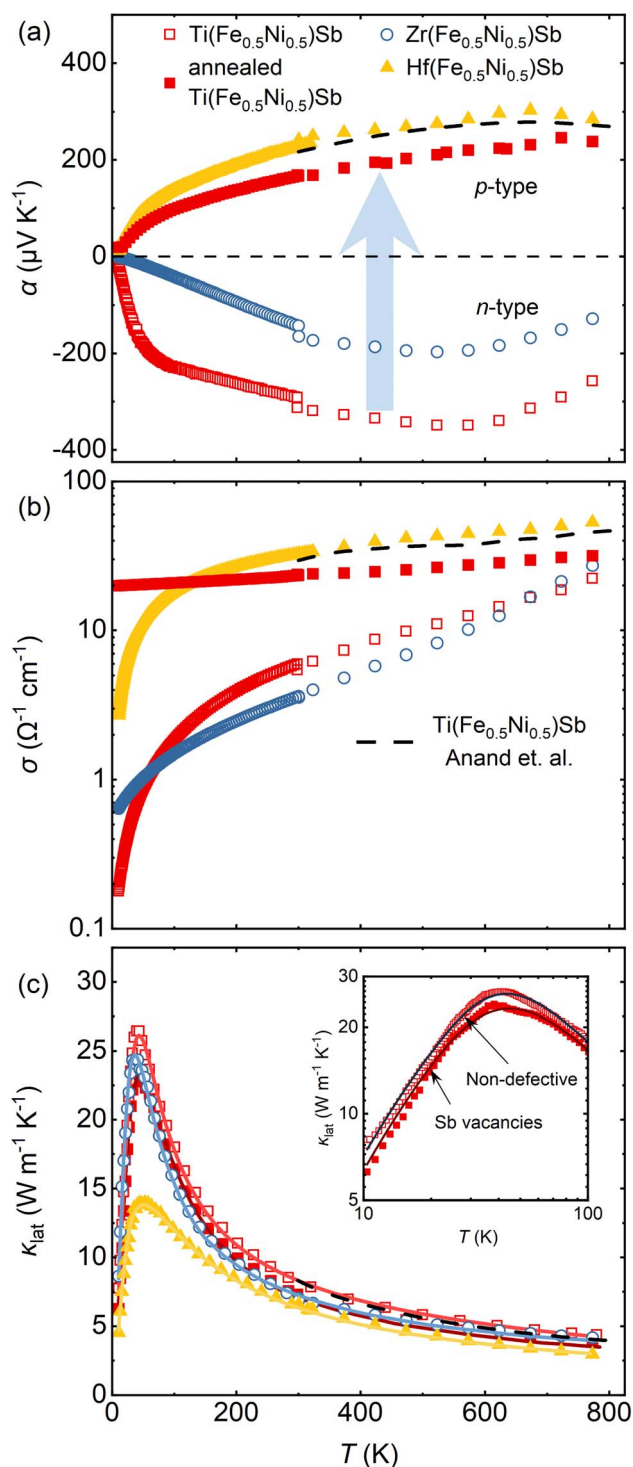 (a)
Ti(Fe₀.₅Ni₀.₅)Sb
Zr(Fe₀.₅Ni₀.₅)Sb
annealed
Ti(Fe₀.₅Ni₀.₅)Sb
Hf(Fe₀.₅Ni₀.₅)Sb
400
200
0
-200
-400
α (µV K⁻¹)
p-type
n-type
(b)
100
10
1
0.1
σ (Ω⁻¹ cm⁻¹)
Ti(Fe₀.₅Ni₀.₅)Sb
Anand et. al.
(c)
30
25
20
15
10
5
0
κlat (W m⁻¹ K⁻¹)
30
20
10
5
κlat (W m⁻¹ K⁻¹)
Non-defective
Sb vacancies
10
100
T (K)
0
200
400
600
800
T (K)